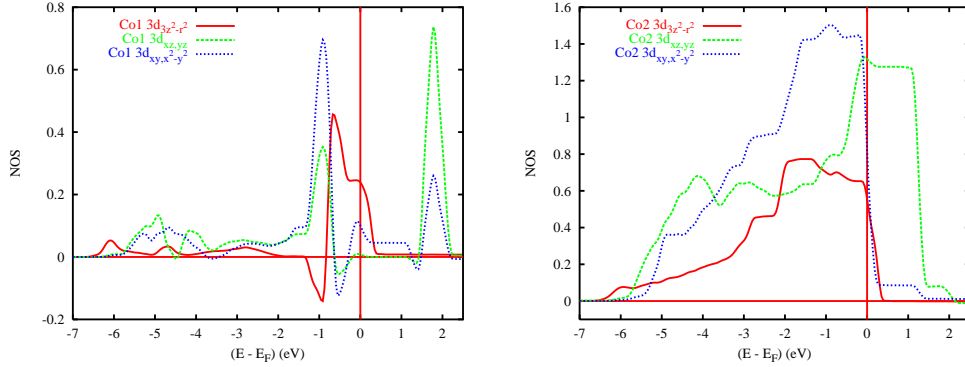 Co1 3d3z²-r²
Co1 3dxz,yz
Co1 3dxy,x²-y²
NOS
0.8
0.6
0.4
0.2
0
-0.2
-7 -6 -5 -4 -3 -2 -1 0 1 2
(E - EF) (eV)
Co2 3d3z²-r²
Co2 3dxz,yz
Co2 3dxy,x²-y²
NOS
1.6
1.4
1.2
1
0.8
0.6
0.4
0.2
0
-7 -6 -5 -4 -3 -2 -1 0 1 2
(E - EF) (eV)